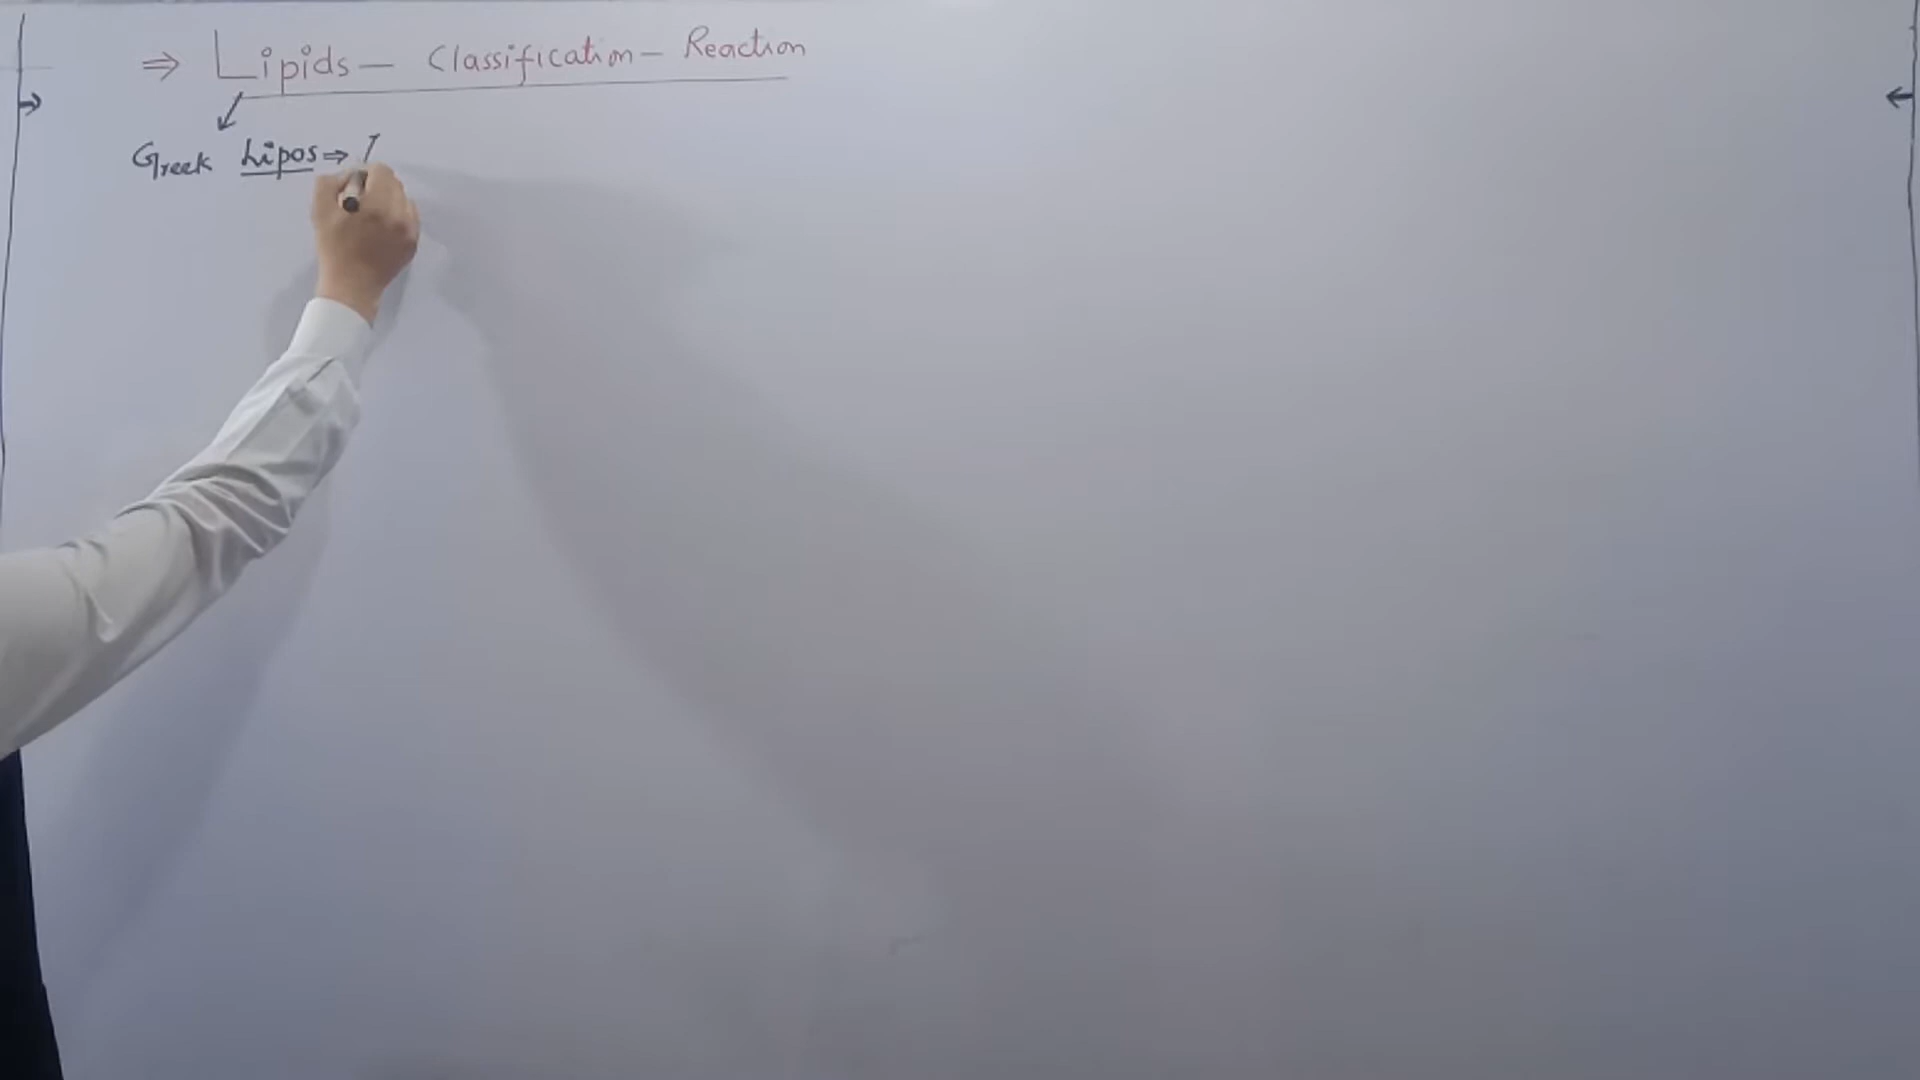 ⇒ Lipids — Classification — Reaction
Greek Lipos ⇒